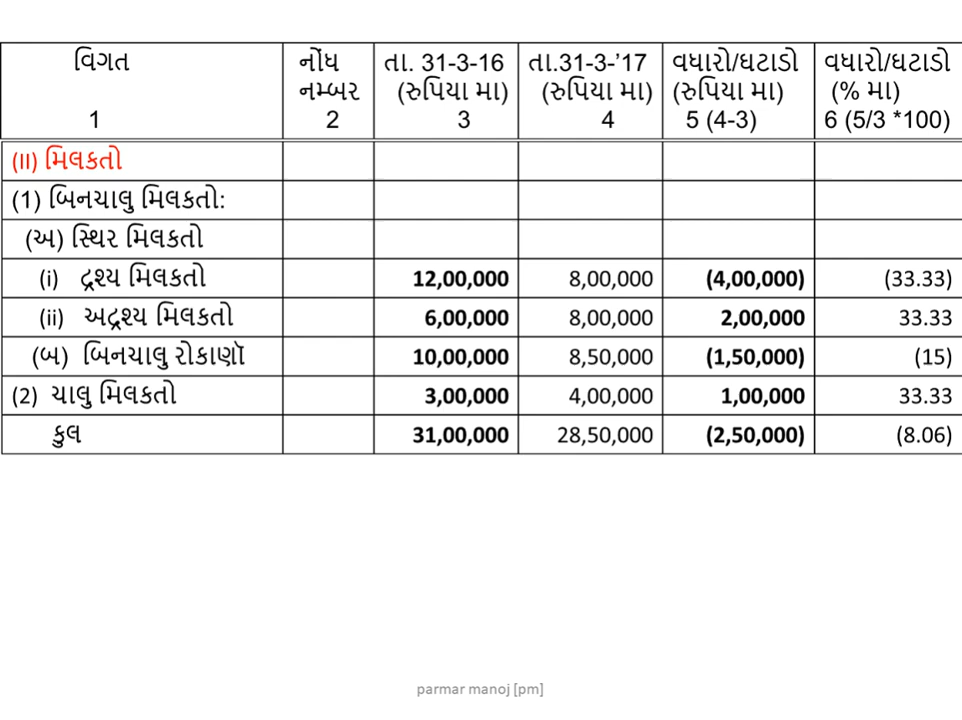 વિગત નોંધ તા. 31-3-16 તા.31-3-’17 વધારો/ઘટાડો વધારો/ઘટાડો
નમ્બર (રુપિયા મા) (રુપિયા મા) (રુપિયા મા) (% મા)
1 2 3 4 5 (4-3) 6 (5/3 *100)
(II) મિલકતો
(1) બિનચાલુ મિલકતો:
(અ) સ્થિર મિલકતો
(i) દ્રશ્ય મિલકતો 12,00,000 8,00,000 (4,00,000) (33.33)
(ii) અદ્રશ્ય મિલકતો 6,00,000 8,00,000 2,00,000 33.33
(બ) બિનચાલુ રોકાણૉ 10,00,000 8,50,000 (1,50,000) (15)
(2) ચાલુ મિલકતો 3,00,000 4,00,000 1,00,000 33.33
કુલ 31,00,000 28,50,000 (2,50,000) (8.06)
parmar manoj [pm]